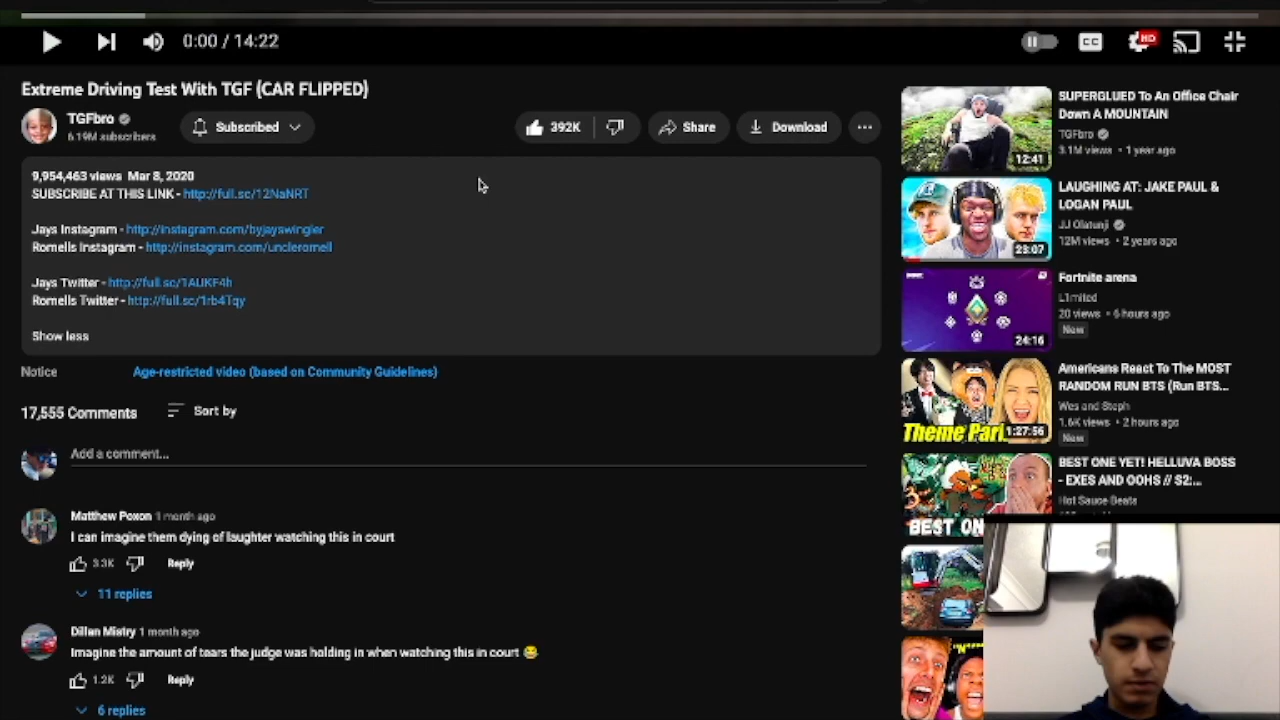 0:00 / 14:22
CC
HD
Extreme Driving Test With TGF (CAR FLIPPED)
TGFbro
6.19M subscribers
Subscribed
392K
Share
Download
9,954,463 views Mar 8, 2020
SUBSCRIBE AT THIS LINK - http://full.sc/12NaNRT
Jays Instagram - http://instagram.com/byjayswingler
Romells Instagram - http://instagram.com/uncleromell
Jays Twitter - http://full.sc/1AUKF4h
Romells Twitter - http://full.sc/1rb4Tqy
Show less
Notice
Age-restricted video (based on Community Guidelines)
17,555 Comments
Sort by
Add a comment...
Matthew Poxon 1 month ago
I can imagine them dying of laughter watching this in court
3.3K
Reply
11 replies
Dillan Mistry 1 month ago
Imagine the amount of tears the judge was holding in when watching this in court 😂
1.2K
Reply
6 replies
12:41
SUPERGLUED To An Office Chair
Down A MOUNTAIN
TGFbro
3.1M views • 1 year ago
23:07
LAUGHING AT: JAKE PAUL &
LOGAN PAUL
JJ Olatunji
12M views • 2 years ago
24:16
Fortnite arena
L1mited
20 views • 6 hours ago
New
Theme Par
1:27:56
Americans React To The MOST
RANDOM RUN BTS (Run BTS...
Wes and Steph
1.6K views • 2 hours ago
New
BEST ON
BEST ONE YET! HELLUVA BOSS
- EXES AND OOHS // S2:...
Hot Sauce Beats